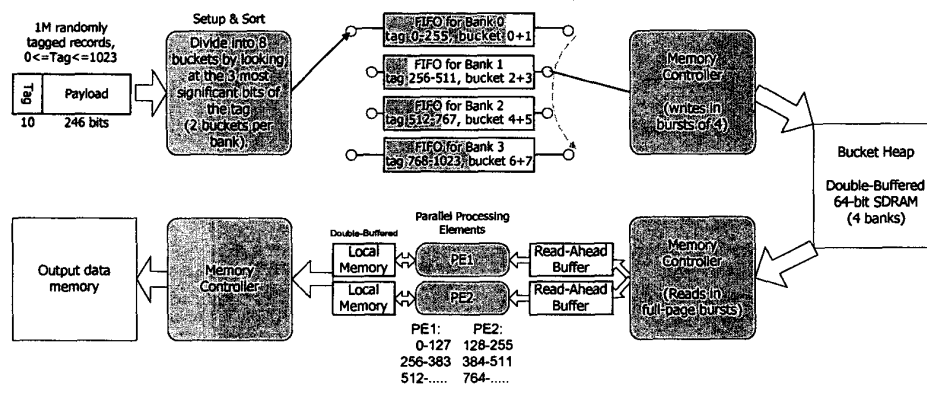 1M randomly
tagged records,
0<=Tag<=1023
Tag
Payload
10
246 bits
Setup & Sort
Divide into 8
buckets by looking
at the 3 most
significant bits of
the tag
(2 buckets per
bank)
FIFO for Bank 0
tag 0-255, bucket 0+1
FIFO for Bank 1
tag 256-511, bucket 2+3
FIFO for Bank 2
tag 512-767, bucket 4+5
FIFO for Bank 3
tag 768-1023, bucket 6+7
Memory
Controller
(writes in
bursts of 4)
Bucket Heap
Double-Buffered
64-bit SDRAM
(4 banks)
Output data
memory
Memory
Controller
Double-Buffered
Local
Memory
Local
Memory
Parallel Processing
Elements
PE1
PE2
Read-Ahead
Buffer
Read-Ahead
Buffer
Memory
Controller
(Reads in
full-page bursts)
PE1: PE2:
0-127 128-255
256-383 384-511
512-..... 764-.....